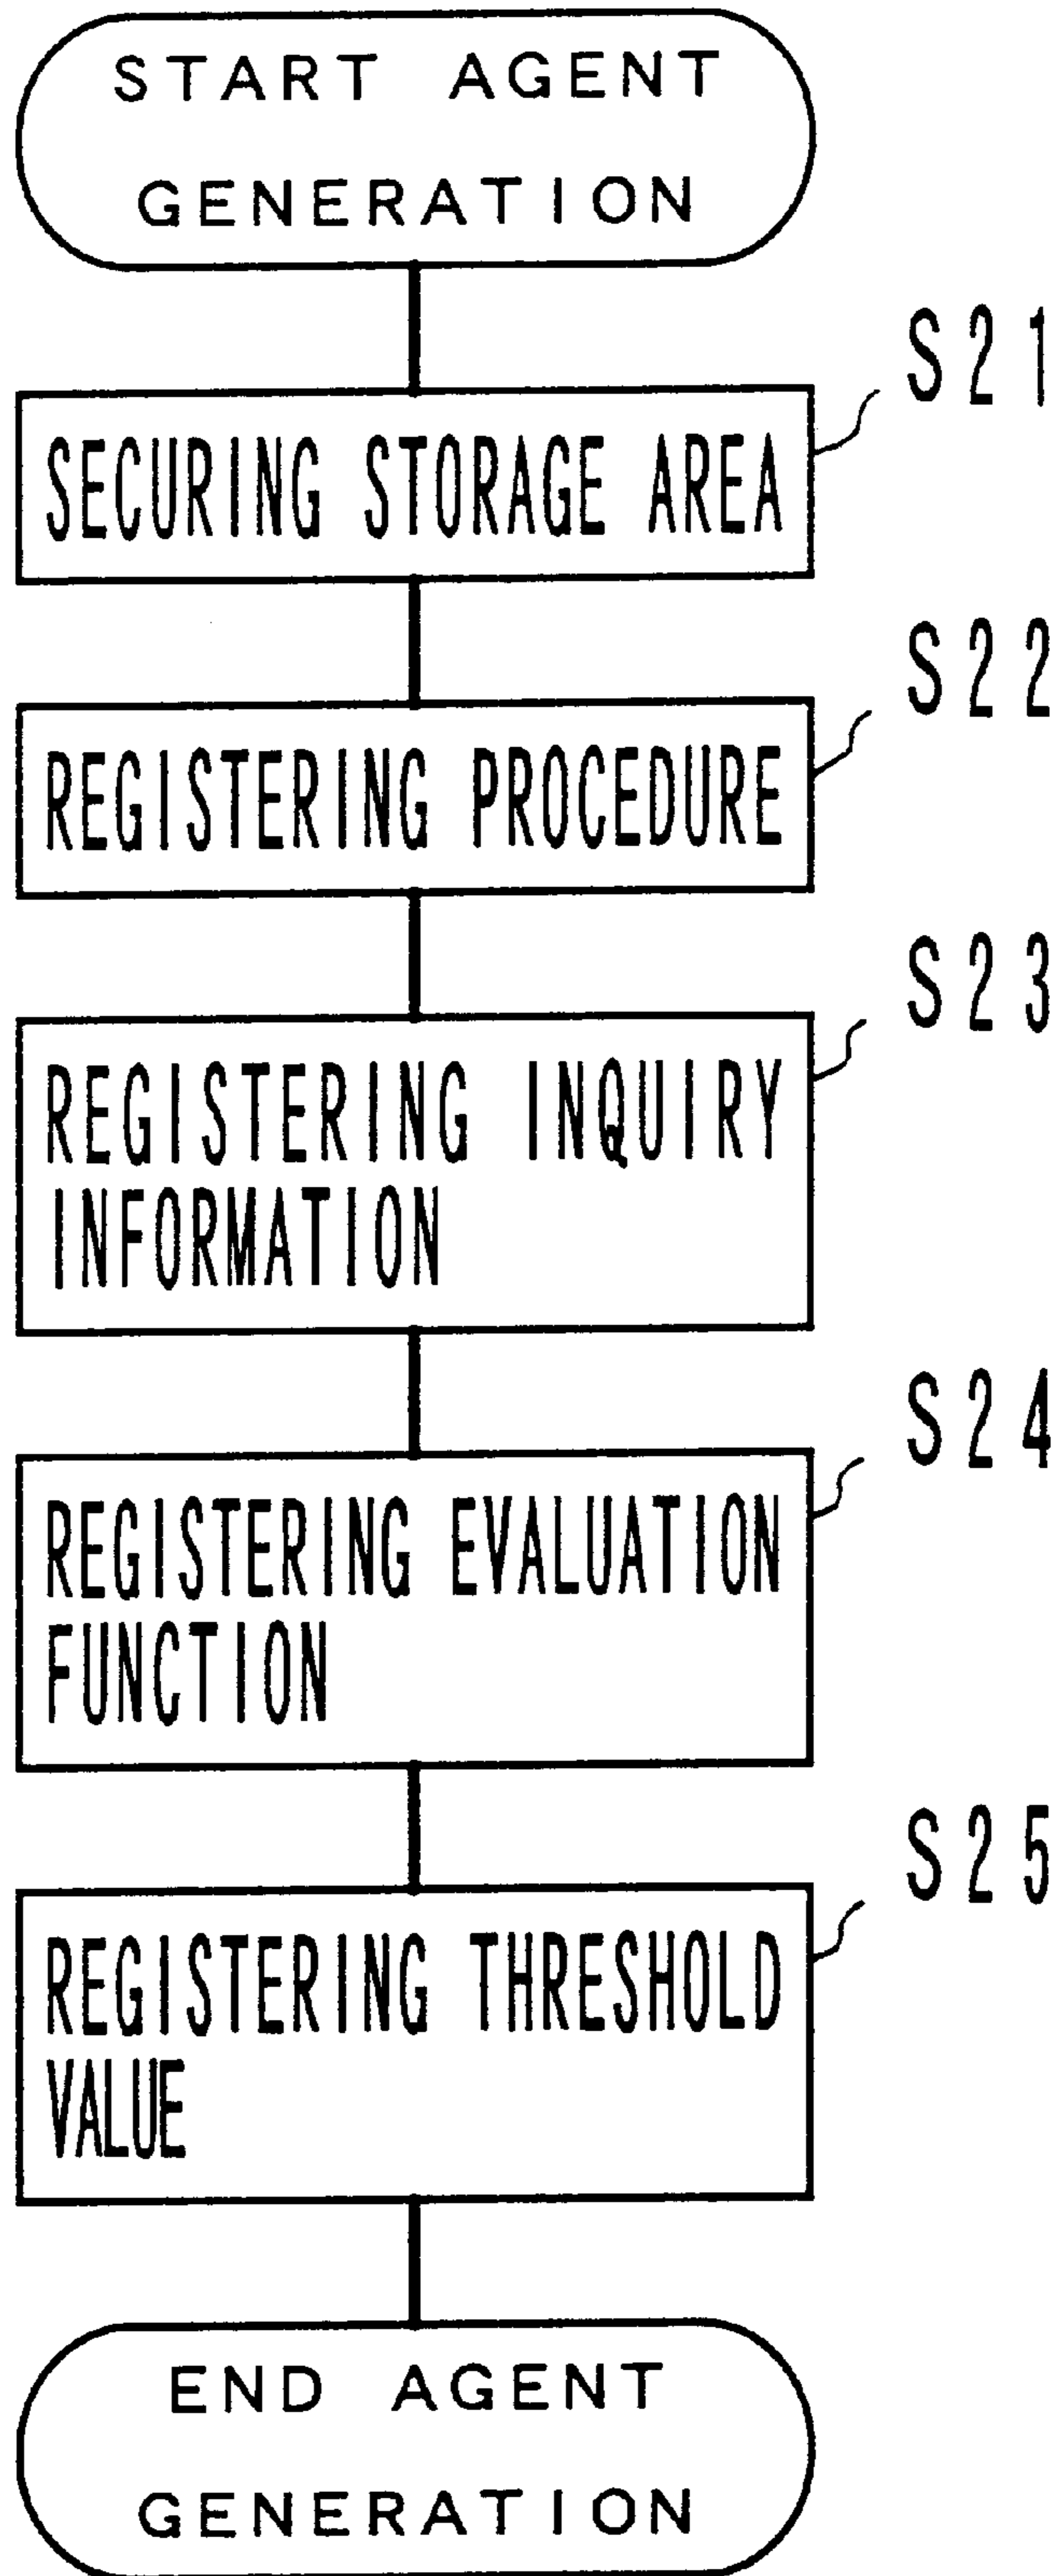 START AGENT
GENERATION
S21
SECURING STORAGE AREA
S22
REGISTERING PROCEDURE
S23
REGISTERING INQUIRY
INFORMATION
S24
REGISTERING EVALUATION
FUNCTION
S25
REGISTERING THRESHOLD
VALUE
END AGENT
GENERATION